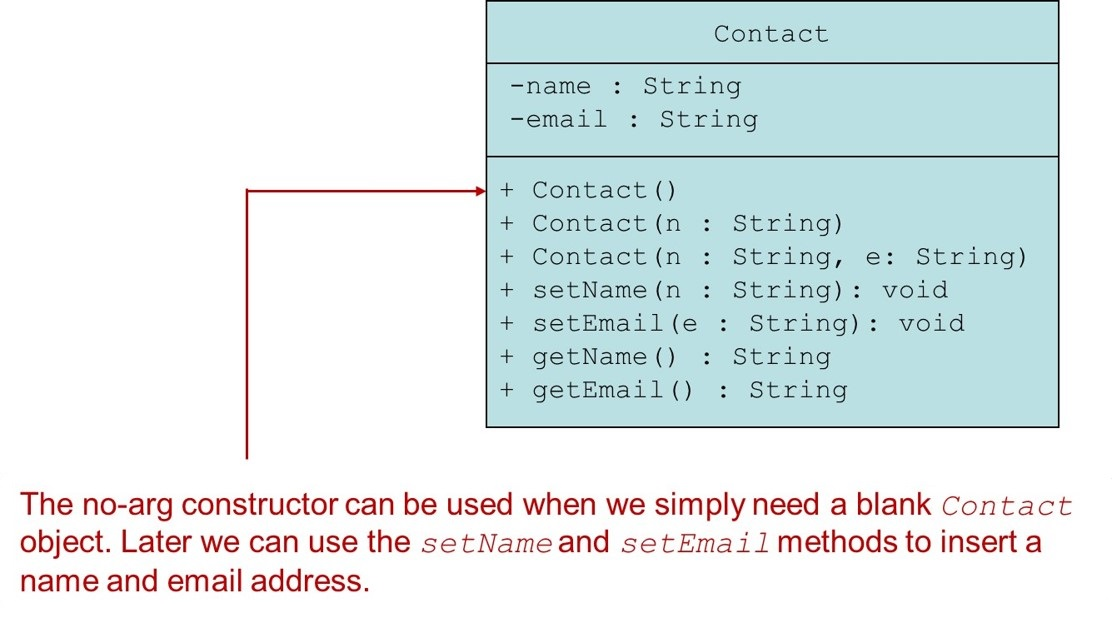 Contact
-name : String
-email : String
+ Contact()
+ Contact(n : String)
+ Contact(n : String, e: String)
+ setName(n : String): void
+ setEmail(e : String): void
+ getName() : String
+ getEmail() : String
The no-arg constructor can be used when we simply need a blank Contact
object. Later we can use the setName and setEmail methods to insert a
name and email address.